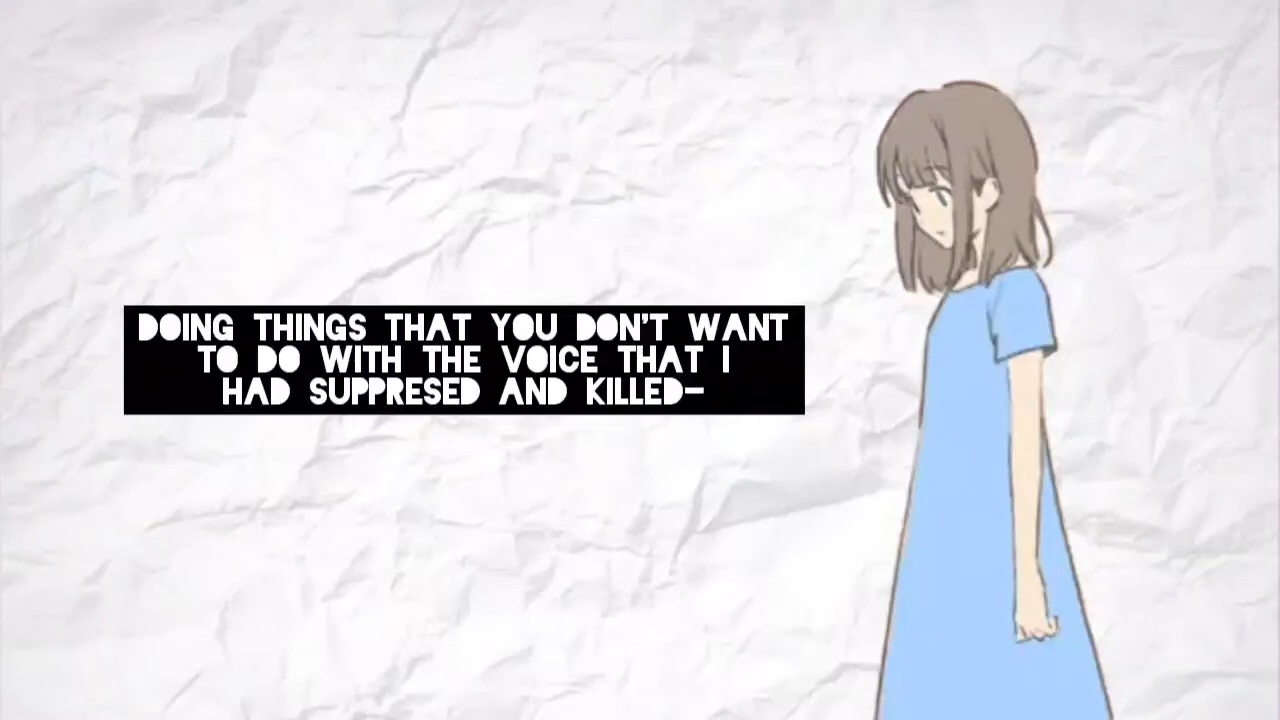 DOING THINGS THAT YOU DON'T WANT
TO DO WITH THE VOICE THAT I
HAD SUPPRESED AND KILLED-